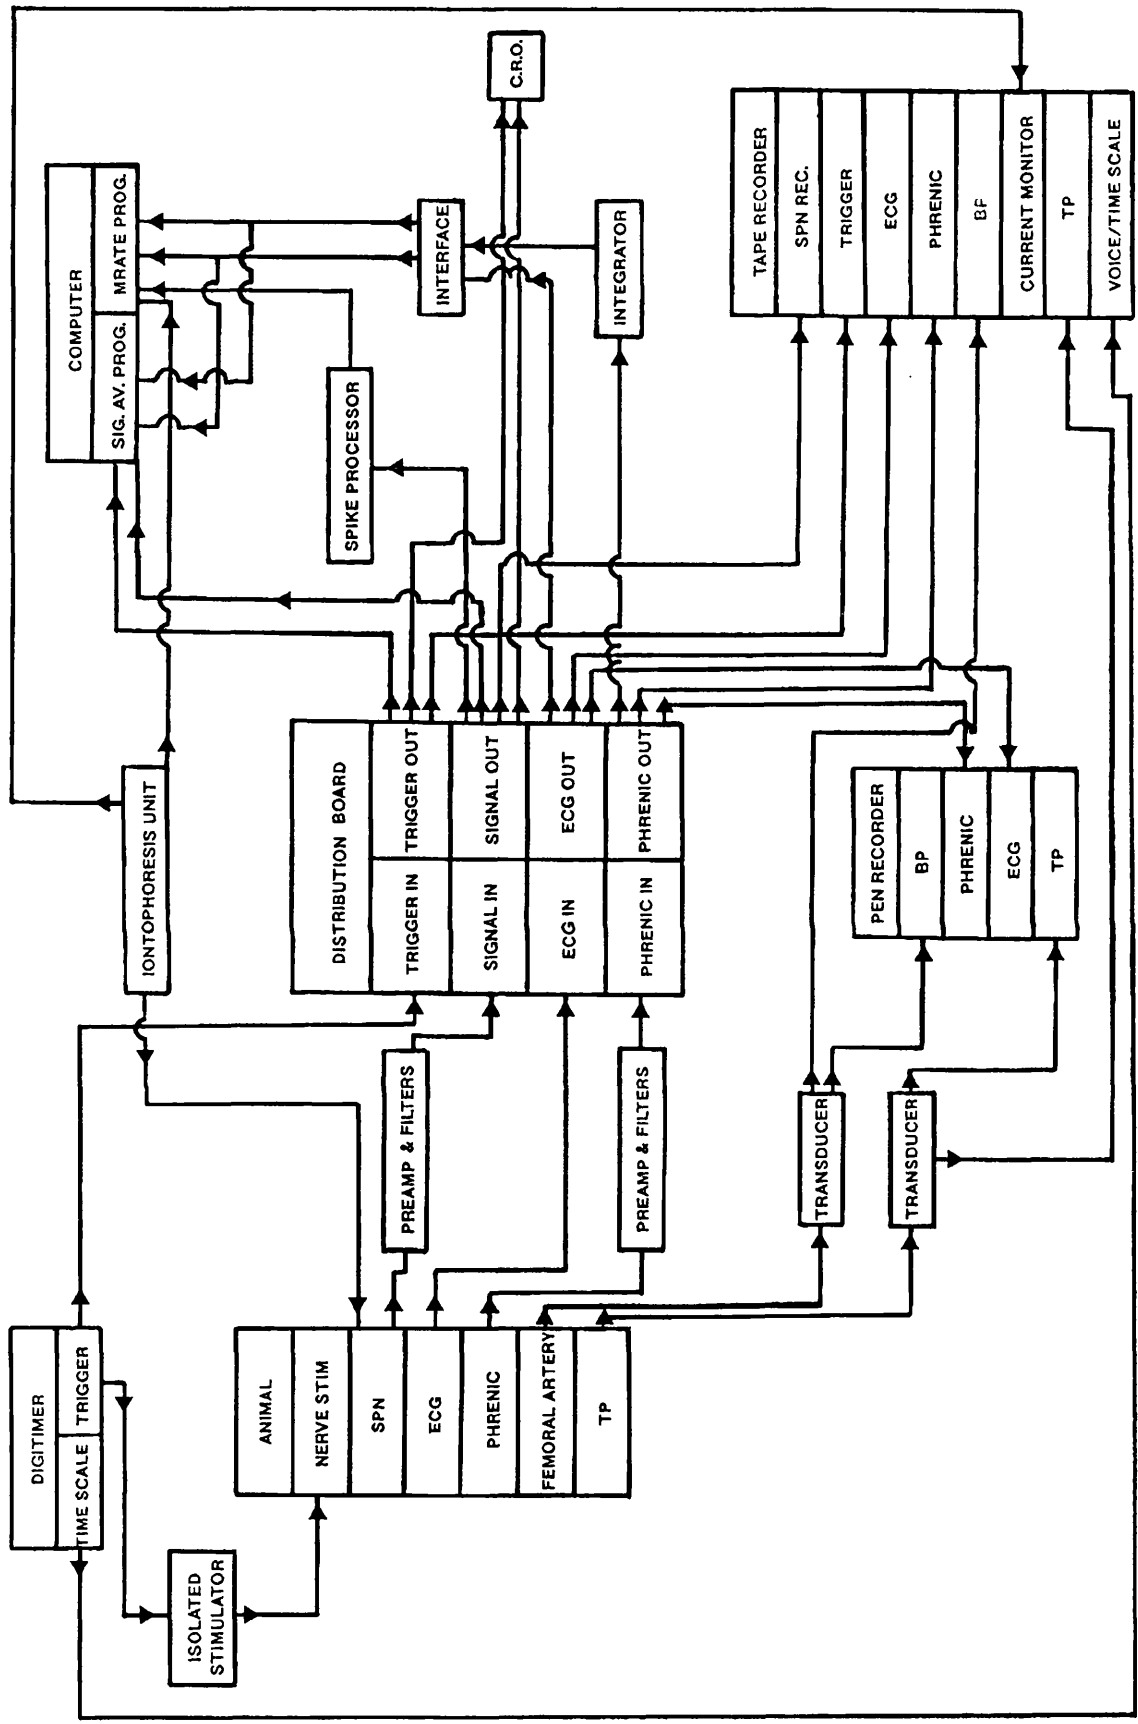 DIGITIMER
TIME SCALE
TRIGGER
ISOLATED
STIMULATOR
ANIMAL
NERVE STIM
SPN
ECG
PHRENIC
FEMORAL ARTERY
TP
IONTOPHORESIS UNIT
PREAMP & FILTERS
PREAMP & FILTERS
TRANSDUCER
TRANSDUCER
DISTRIBUTION BOARD
TRIGGER IN
TRIGGER OUT
SIGNAL IN
SIGNAL OUT
ECG IN
ECG OUT
PHRENIC IN
PHRENIC OUT
PEN RECORDER
BP
PHRENIC
ECG
TP
COMPUTER
SIG. AV. PROG.
MRATE PROG.
SPIKE PROCESSOR
INTERFACE
INTEGRATOR
C.R.O.
TAPE RECORDER
SPN REC.
TRIGGER
ECG
PHRENIC
BP
CURRENT MONITOR
TP
VOICE/TIME SCALE